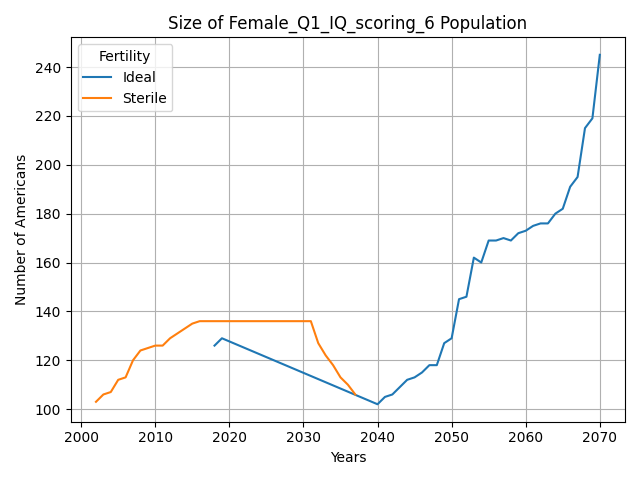 Size of Female_Q1_IQ_scoring_6 Population
Fertility
Ideal
Sterile
Number of Americans
240
220
200
180
160
140
120
100
2000 2010 2020 2030 2040 2050 2060 2070
Years